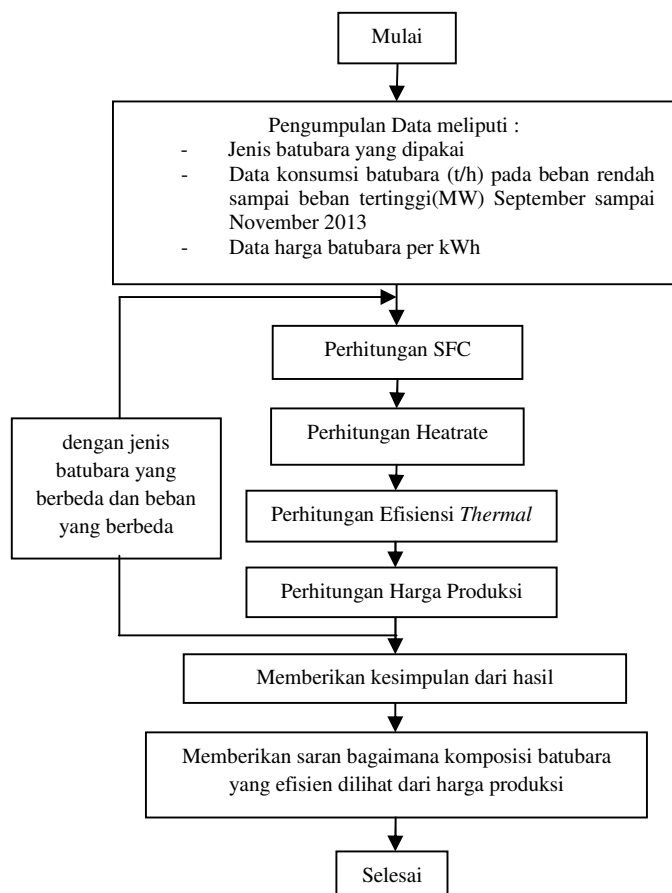 Mulai
Pengumpulan Data meliputi :
- Jenis batubara yang dipakai
- Data konsumsi batubara (t/h) pada beban rendah
sampai beban tertinggi(MW) September sampai
November 2013
- Data harga batubara per kWh
Perhitungan SFC
Perhitungan Heatrate
dengan jenis
batubara yang
berbeda dan beban
yang berbeda
Perhitungan Efisiensi Thermal
Perhitungan Harga Produksi
Memberikan kesimpulan dari hasil
Memberikan saran bagaimana komposisi batubara
yang efisien dilihat dari harga produksi
Selesai